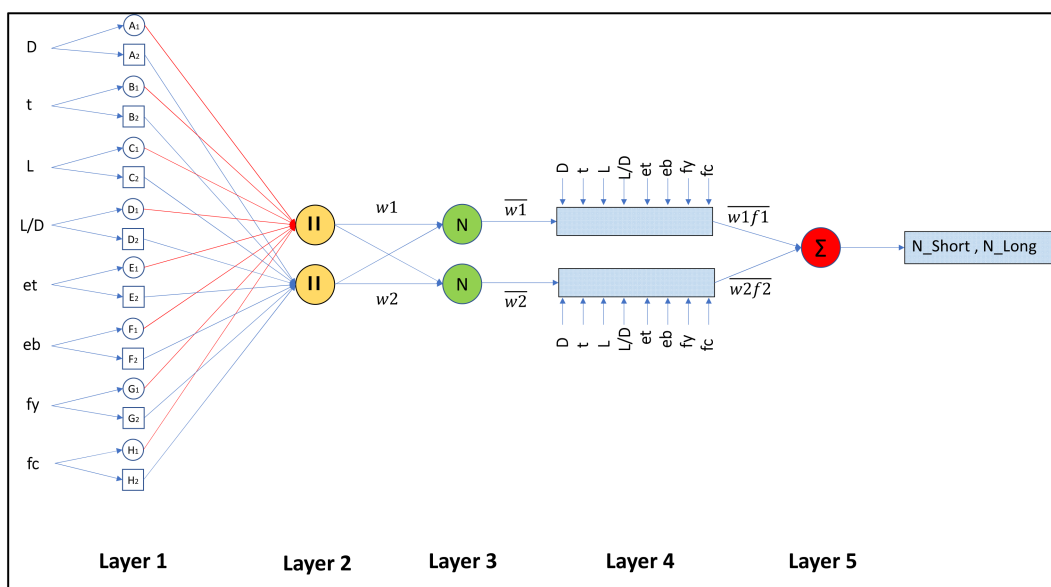 D
A1
A2
t
B1
B2
L
C1
C2
L/D
D1
D2
et
E1
E2
eb
F1
F2
fy
G1
G2
fc
H1
H2
II
II
w1
w2
N
N
w1
w2
D t L L/D et eb fy fc
D t L L/D et eb fy fc
w1f1
w2f2
Σ
N_Short , N_Long
Layer 1 Layer 2 Layer 3 Layer 4 Layer 5